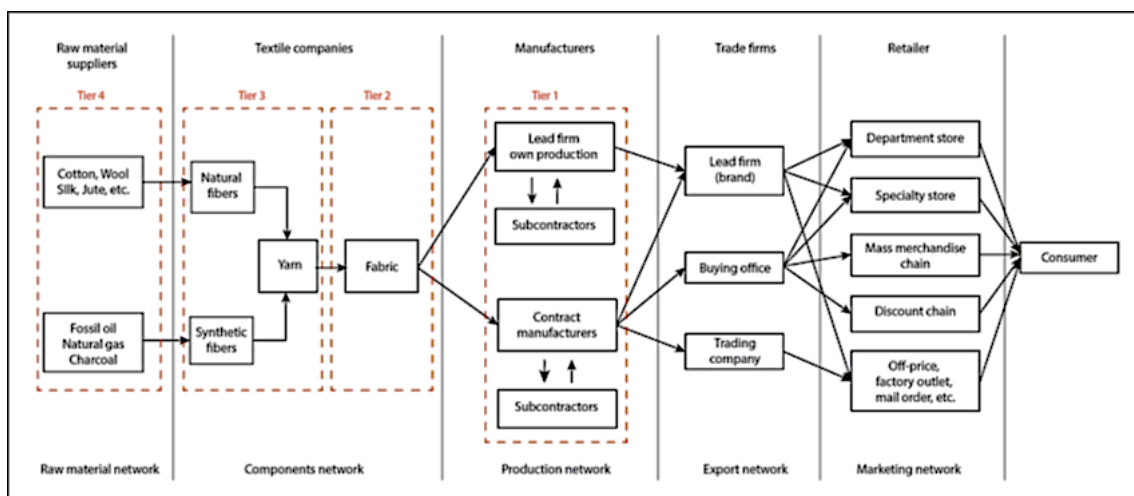 Raw material
suppliers
Textile companies
Manufacturers
Trade firms
Retailer
Tier 4
Tier 3
Tier 2
Tier 1
Cotton, Wool
Silk, Jute, etc.
Fossil oil
Natural gas
Charcoal
Natural
fibers
Synthetic
fibers
Yarn
Fabric
Lead firm
own production
Subcontractors
Contract
manufacturers
Subcontractors
Lead firm
(brand)
Buying office
Trading
company
Department store
Specialty store
Mass merchandise
chain
Discount chain
Off-price,
factory outlet,
mail order, etc.
Consumer
Raw material network
Components network
Production network
Export network
Marketing network